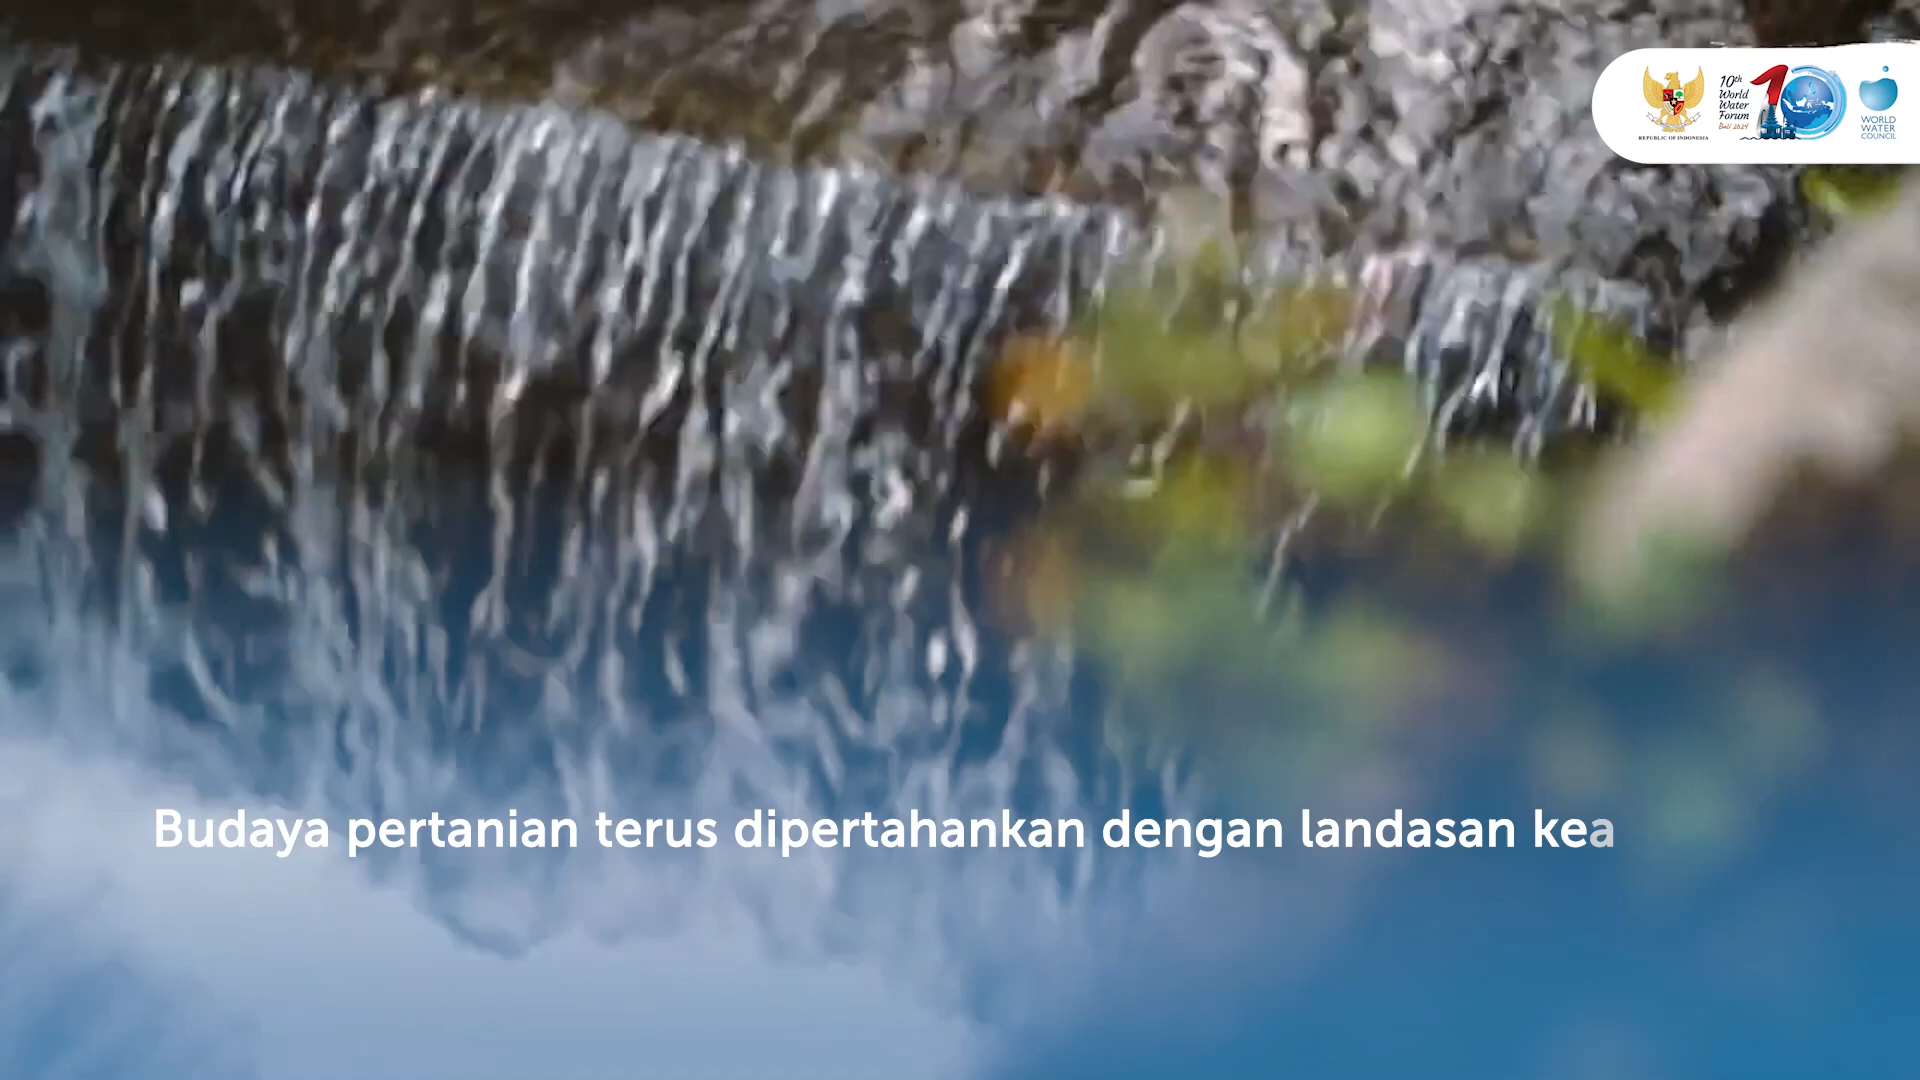 REPUBLIC OF INDONESIA
10th
World
Water
Forum
Bali 2024
10
WORLD
WATER
COUNCIL
Budaya pertanian terus dipertahankan dengan landasan kea